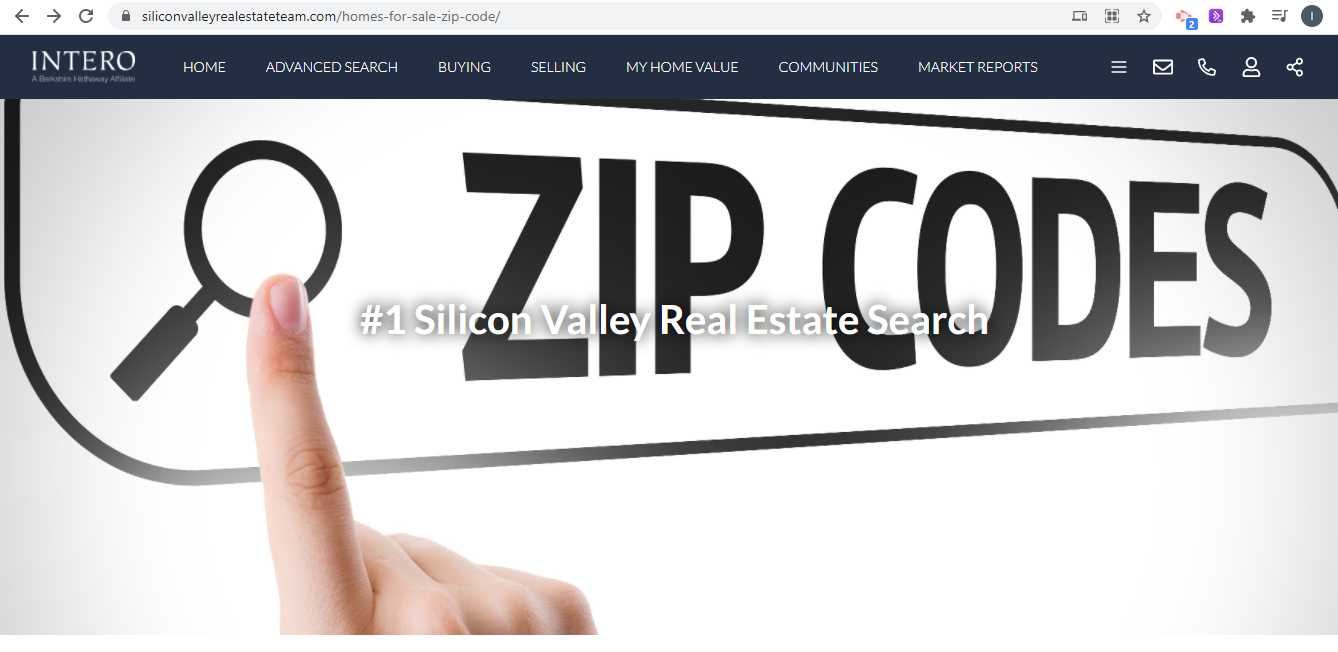 siliconvalleyrealestateteam.com/homes-for-sale-zip-code/
2
I
INTERO
A Berkshire Hathaway Affiliate
HOME
ADVANCED SEARCH
BUYING
SELLING
MY HOME VALUE
COMMUNITIES
MARKET REPORTS
ZIP CODES
#1 Silicon Valley Real Estate Search